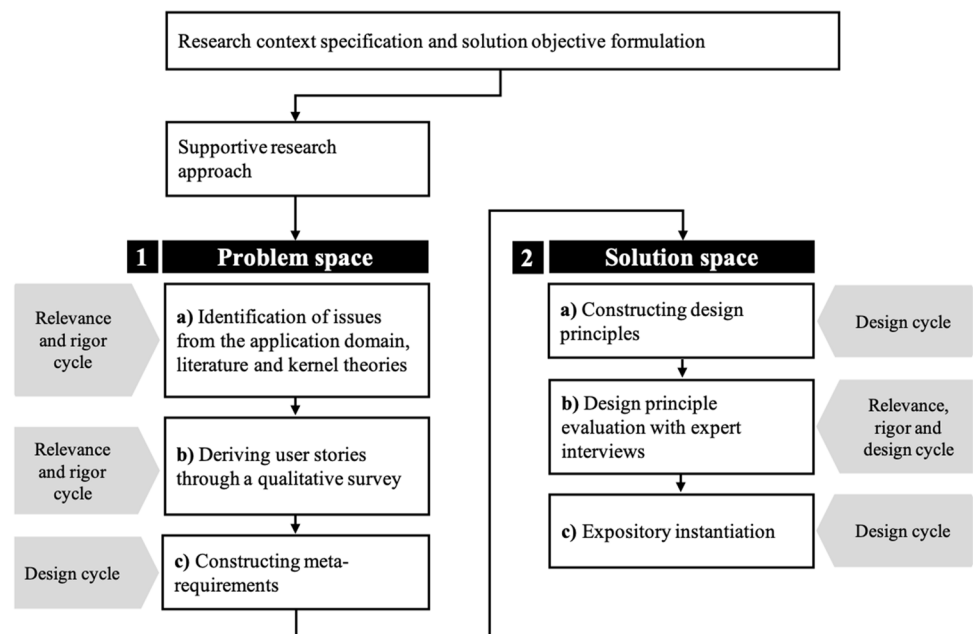 Research context specification and solution objective formulation
Supportive research
approach
1 Problem space
Relevance
and rigor
cycle
a) Identification of issues
from the application domain,
literature and kernel theories
Relevance
and rigor
cycle
b) Deriving user stories
through a qualitative survey
Design cycle
c) Constructing meta-
requirements
2 Solution space
a) Constructing design
principles
Design cycle
b) Design principle
evaluation with expert
interviews
Relevance,
rigor and
design cycle
c) Expository instantiation
Design cycle